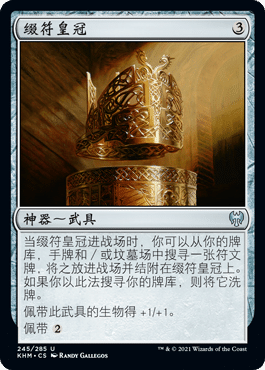 缀符皇冠 3
神器～武具
当缀符皇冠进战场时，你可以从你的牌
库，手牌和／或坟墓场中搜寻一张符文
牌，将之放进战场并结附在缀符皇冠上。
如果你以此法搜寻你的牌库，则将它洗
牌。
佩带此武具的生物得 +1/+1。
佩带 2
245/285 U
KHM • CS RANDY GALLEGOS
™ & © 2021 Wizards of the Coast